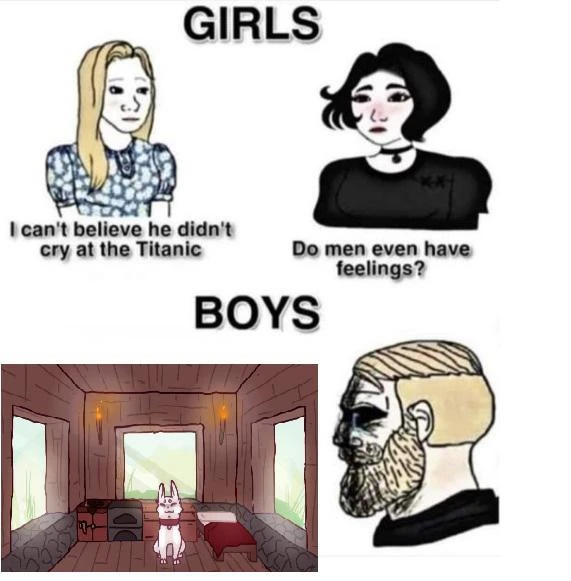 GIRLS
I can't believe he didn't
cry at the Titanic
Do men even have
feelings?
BOYS